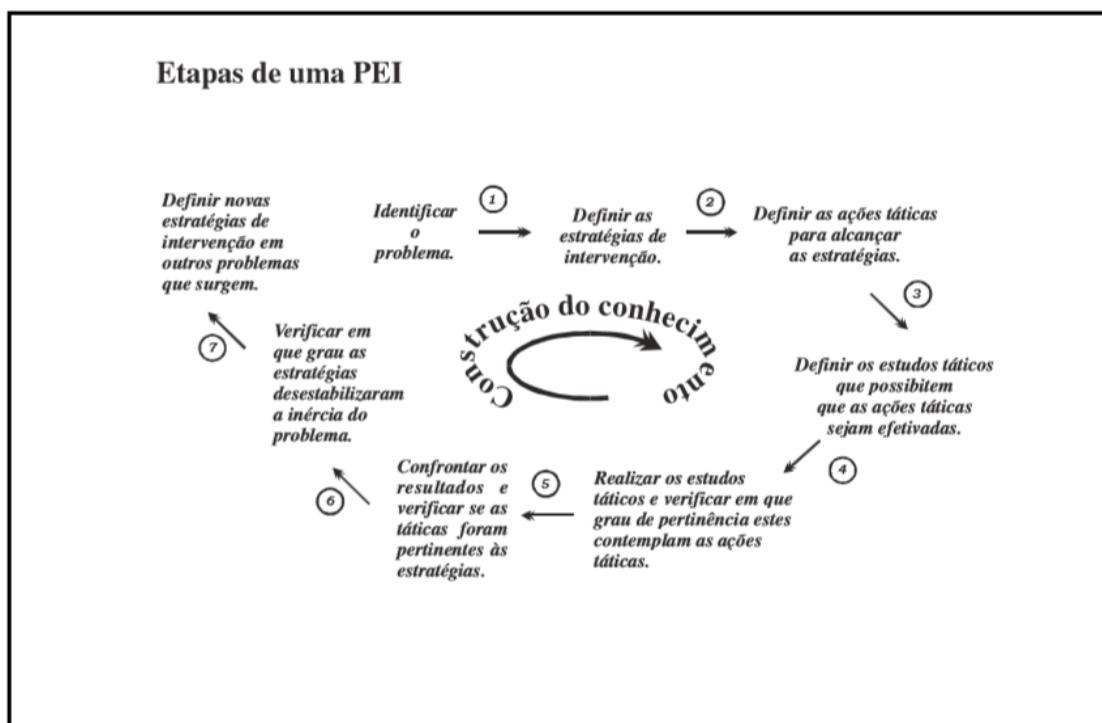 Etapas de uma PEI
Identificar
o
problema.
1
Definir as
estratégias de
intervenção.
2
Definir as ações táticas
para alcançar
as estratégias.
3
Definir os estudos táticos
que possibitem
que as ações táticas
sejam efetivadas.
4
Realizar os estudos
táticos e verificar em que
grau de pertinência estes
contemplam as ações
táticas.
5
Confrontar os
resultados e
verificar se as
táticas foram
pertinentes às
estratégias.
6
Verificar em
que grau as
estratégias
desestabilizaram
a inércia do
problema.
7
Definir novas
estratégias de
intervenção em
outros problemas
que surgem.
Construção do conhecimento